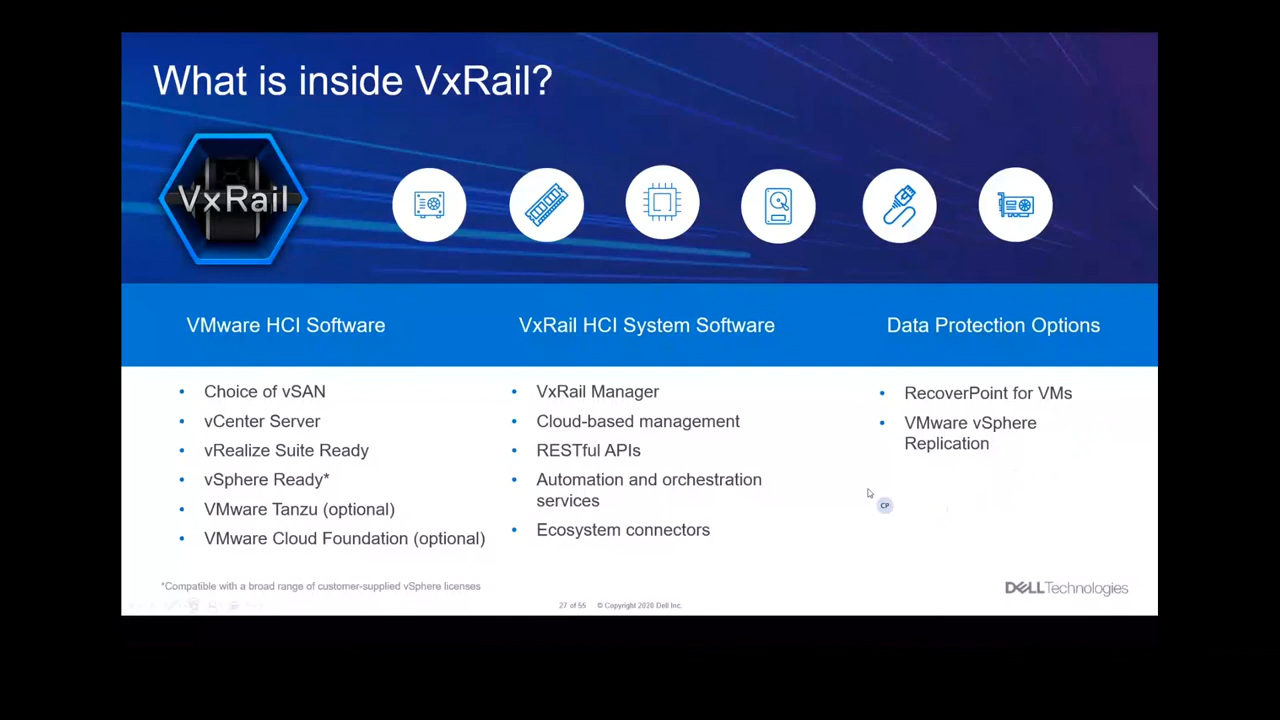 What is inside VxRail?
VxRail
VMware HCI Software
VxRail HCI System Software
Data Protection Options
• Choice of vSAN
• vCenter Server
• vRealize Suite Ready
• vSphere Ready*
• VMware Tanzu (optional)
• VMware Cloud Foundation (optional)
• VxRail Manager
• Cloud-based management
• RESTful APIs
• Automation and orchestration
services
• Ecosystem connectors
• RecoverPoint for VMs
• VMware vSphere
Replication
CP
*Compatible with a broad range of customer-supplied vSphere licenses
DELLTechnologies
27 of 55 © Copyright 2020 Dell Inc.